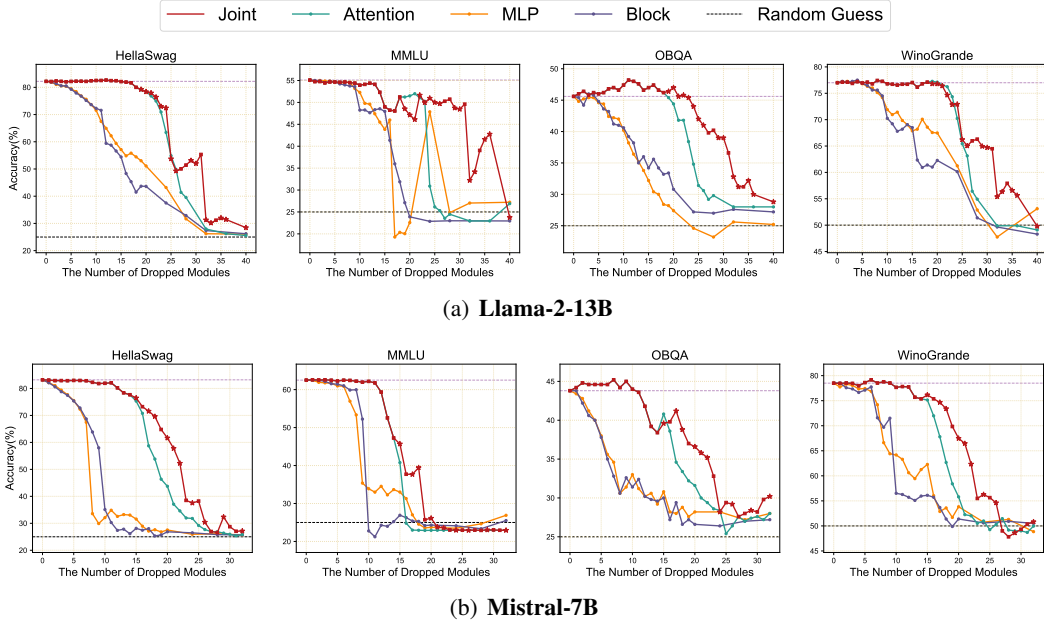 Joint Attention MLP Block Random Guess
HellaSwag MMLU OBQA WinoGrande
Accuracy(%)
80 70 60 50 40 30 20
55 50 45 40 35 30 25 20
50 45 40 35 30 25
80 75 70 65 60 55 50 45
0 5 10 15 20 25 30 35 40 0 5 10 15 20 25 30 35 40 0 5 10 15 20 25 30 35 40 0 5 10 15 20 25 30 35 40
The Number of Dropped Modules The Number of Dropped Modules The Number of Dropped Modules The Number of Dropped Modules
(a) Llama-2-13B
HellaSwag MMLU OBQA WinoGrande
Accuracy(%)
80 70 60 50 40 30 20
60 50 40 30 20
45 40 35 30 25
80 75 70 65 60 55 50 45
0 5 10 15 20 25 30 0 5 10 15 20 25 30 0 5 10 15 20 25 30 0 5 10 15 20 25 30
The Number of Dropped Modules The Number of Dropped Modules The Number of Dropped Modules The Number of Dropped Modules
(b) Mistral-7B